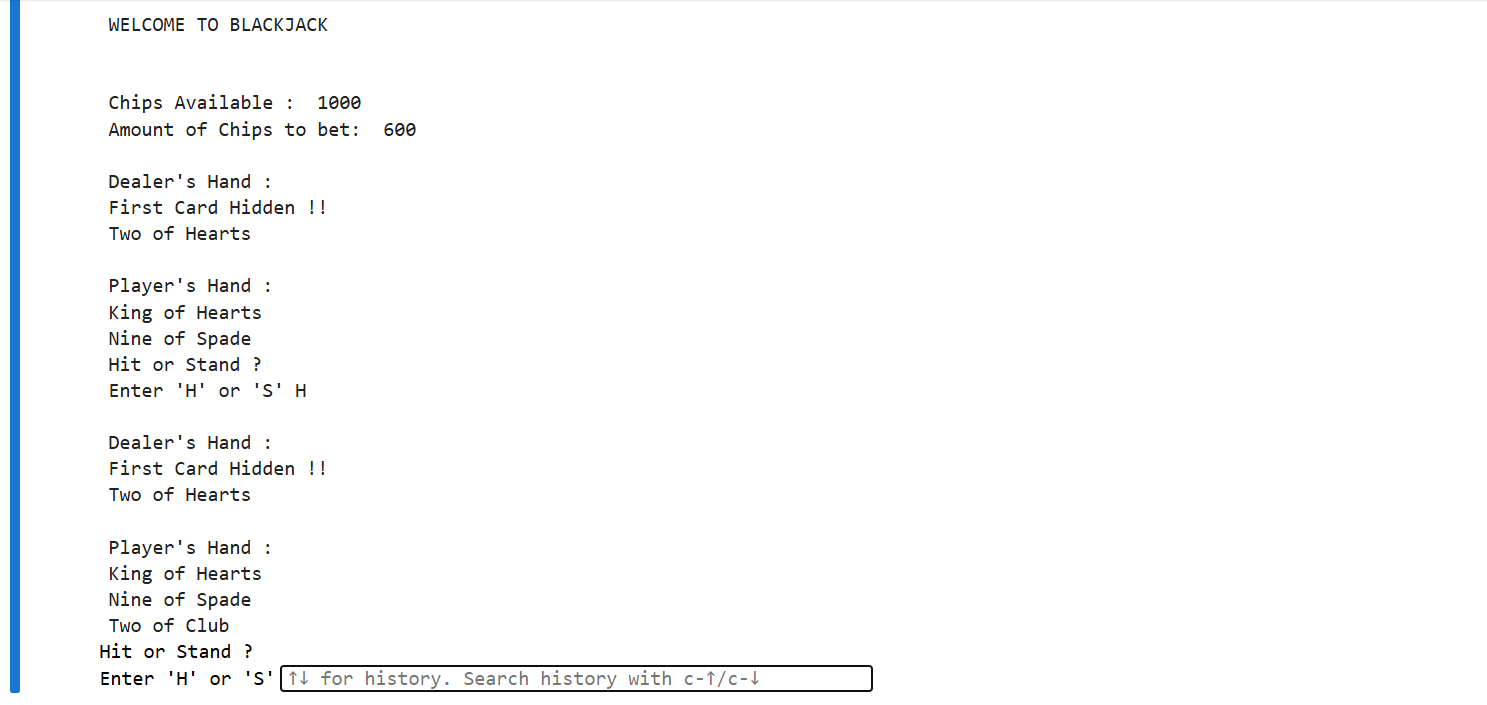 WELCOME TO BLACKJACK
Chips Available :  1000
Amount of Chips to bet:  600
Dealer's Hand :
First Card Hidden !!
Two of Hearts
Player's Hand :
King of Hearts
Nine of Spade
Hit or Stand ?
Enter 'H' or 'S' H
Dealer's Hand :
First Card Hidden !!
Two of Hearts
Player's Hand :
King of Hearts
Nine of Spade
Two of Club
Hit or Stand ?
Enter 'H' or 'S' ↑↓ for history. Search history with c-↑/c-↓